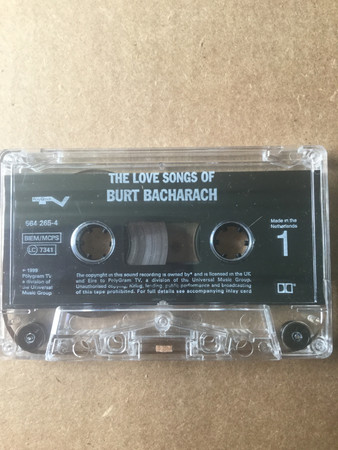 TV
THE LOVE SONGS OF
BURT BACHARACH
564 265-4
BIEM/MCPS
LC 7341
Made in the
Netherlands
1
PolyGram TV
a division of
the Universal
Music Group.
The copyright in this sound recording is owned by* and is licensed in the UK
and Eire to PolyGram TV, a division of the Universal Music Group.
Unauthorised copying, hiring, lending, public performance and broadcasting
of this tape prohibited. For full details see accompanying inlay card